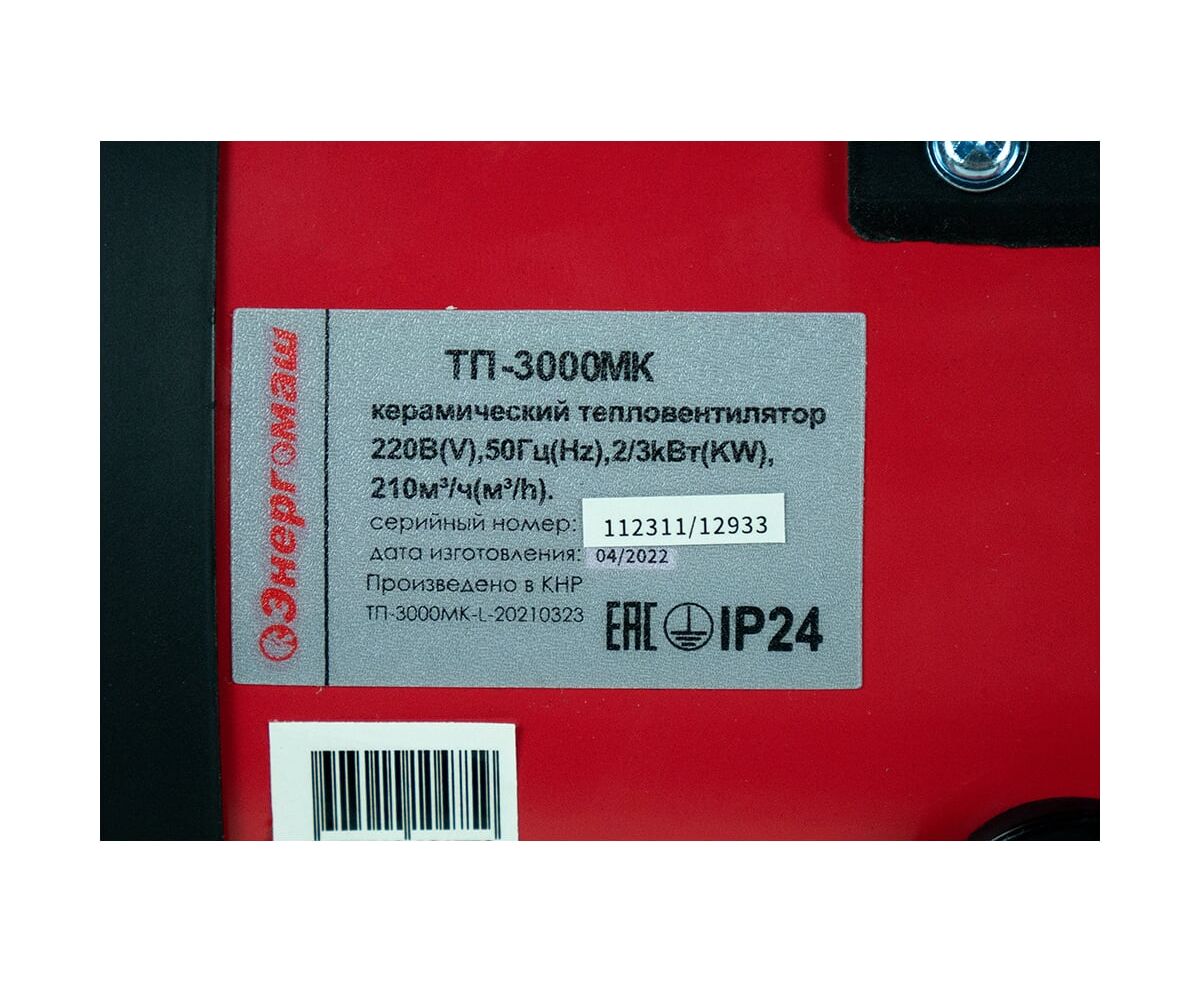 Энергомаш
ТП-3000МК
керамический тепловентилятор
220В(V),50Гц(Hz),2/3кВт(KW),
210м³/ч(м³/h).
серийный номер: 112311/12933
дата изготовления: 04/2022
Произведено в КНР
ТП-3000МК-L-20210323
EAC IP24